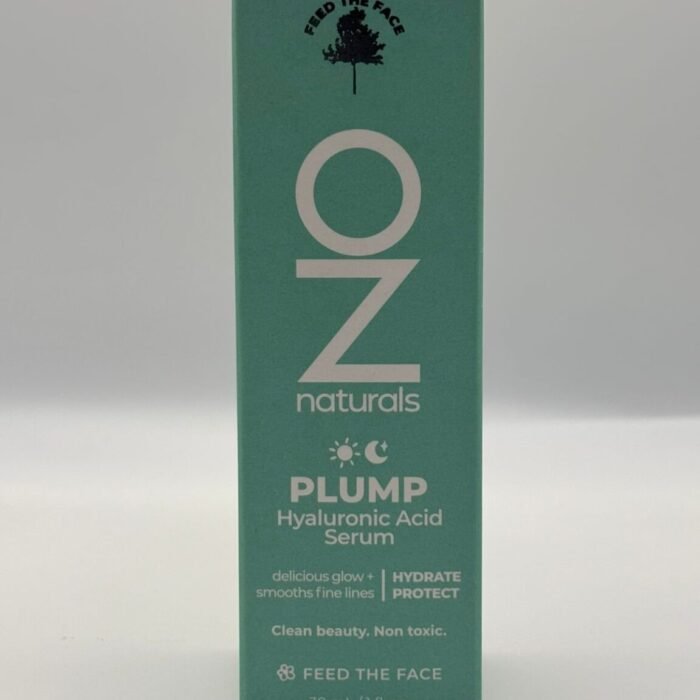 FEED THE FACE
OZ
naturals
PLUMP
Hyaluronic Acid
Serum
delicious glow +
smooths fine lines
HYDRATE
PROTECT
Clean beauty. Non toxic.
FEED THE FACE